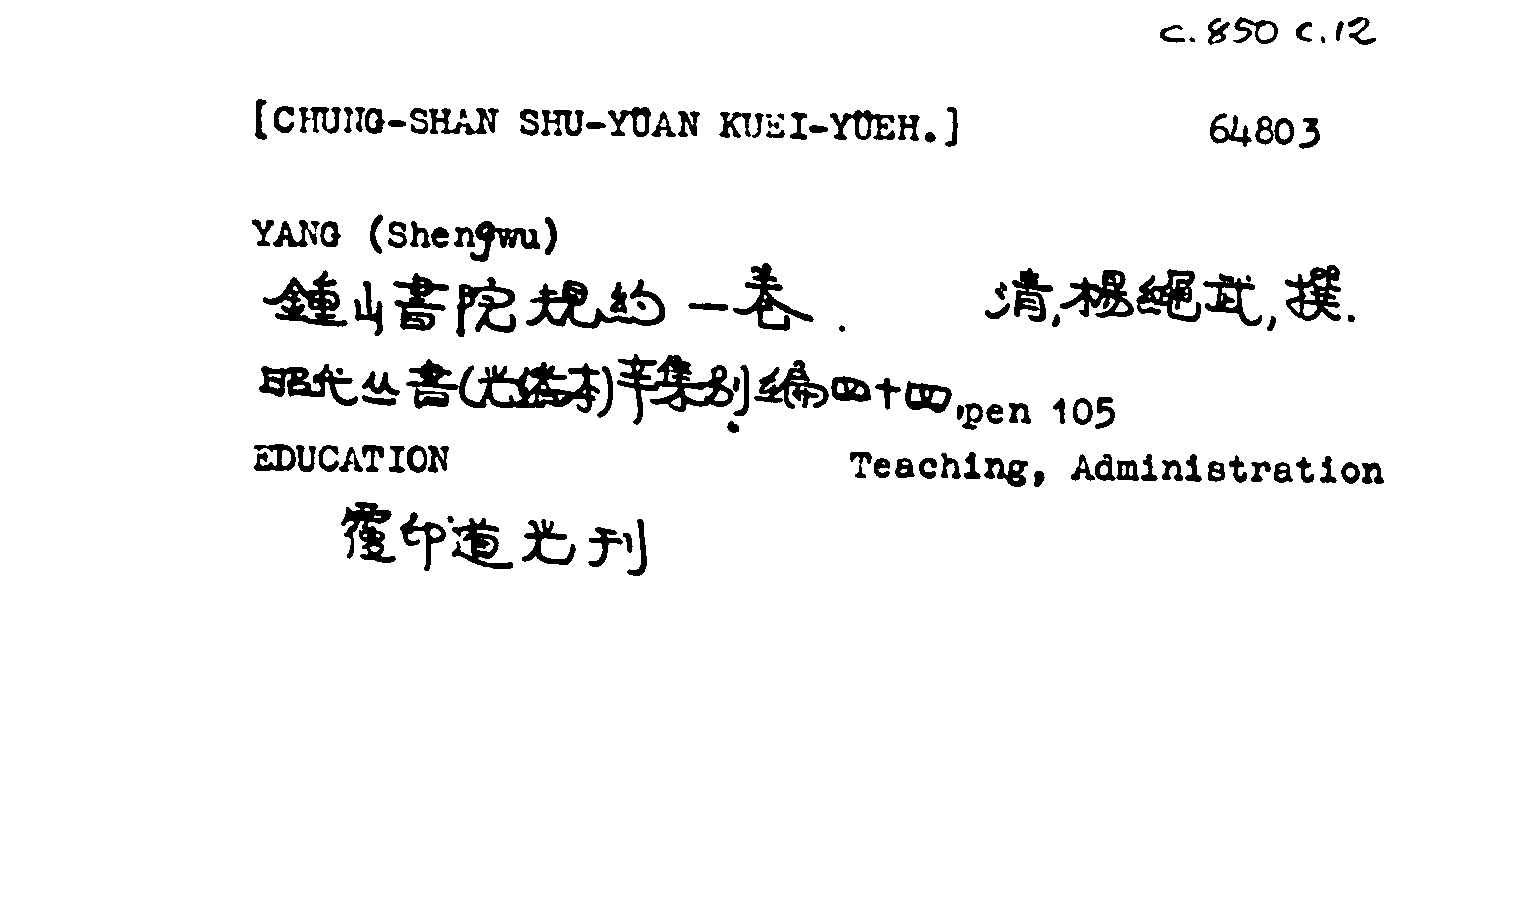 c.850 c.12
[CHUNG-SHAN SHU-YÜAN KUEI-YÜEH.] 64803
YANG (Shengwu)
鍾山書院規約一卷. 清,楊繩武,撰.
昭代丛書(光緒本)辛集別編四十四,pen 105
EDUCATION Teaching, Administration
覆印道光刊